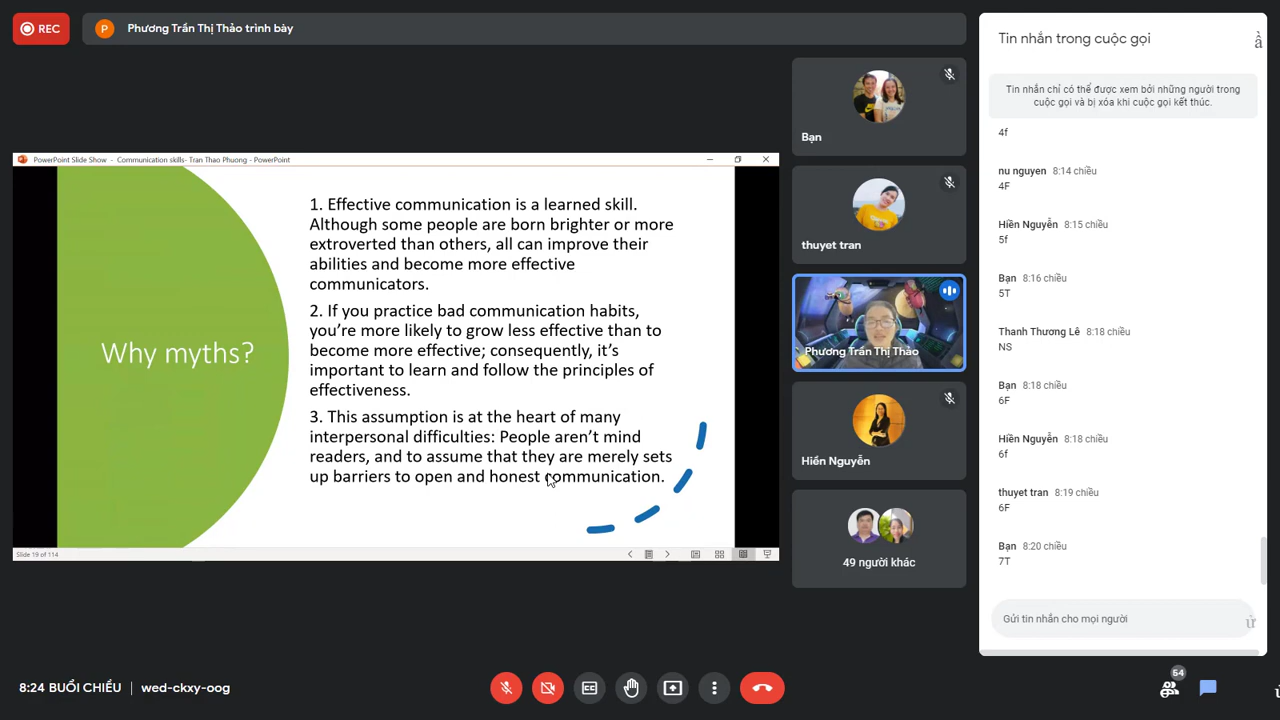 REC
P
Phương Trần Thị Thảo trình bày
PowerPoint Slide Show - Communication skills- Tran Thao Phuong - PowerPoint
Why myths?
1. Effective communication is a learned skill.
Although some people are born brighter or more
extroverted than others, all can improve their
abilities and become more effective
communicators.
2. If you practice bad communication habits,
you’re more likely to grow less effective than to
become more effective; consequently, it’s
important to learn and follow the principles of
effectiveness.
3. This assumption is at the heart of many
interpersonal difficulties: People aren’t mind
readers, and to assume that they are merely sets
up barriers to open and honest communication.
Slide 19 of 114
Bạn
thuyet tran
Phương Trần Thị Thảo
Hiền Nguyễn
49 người khác
Tin nhắn trong cuộc gọi
Tin nhắn chỉ có thể được xem bởi những người trong
cuộc gọi và bị xóa khi cuộc gọi kết thúc.
4f
nu nguyen 8:14 chiều
4F
Hiền Nguyễn 8:15 chiều
5f
Bạn 8:16 chiều
5T
Thanh Thương Lê 8:18 chiều
NS
Bạn 8:18 chiều
6F
Hiền Nguyễn 8:18 chiều
6f
thuyet tran 8:19 chiều
6F
Bạn 8:20 chiều
7T
Gửi tin nhắn cho mọi người
8:24 BUỔI CHIỀU | wed-ckxy-oog